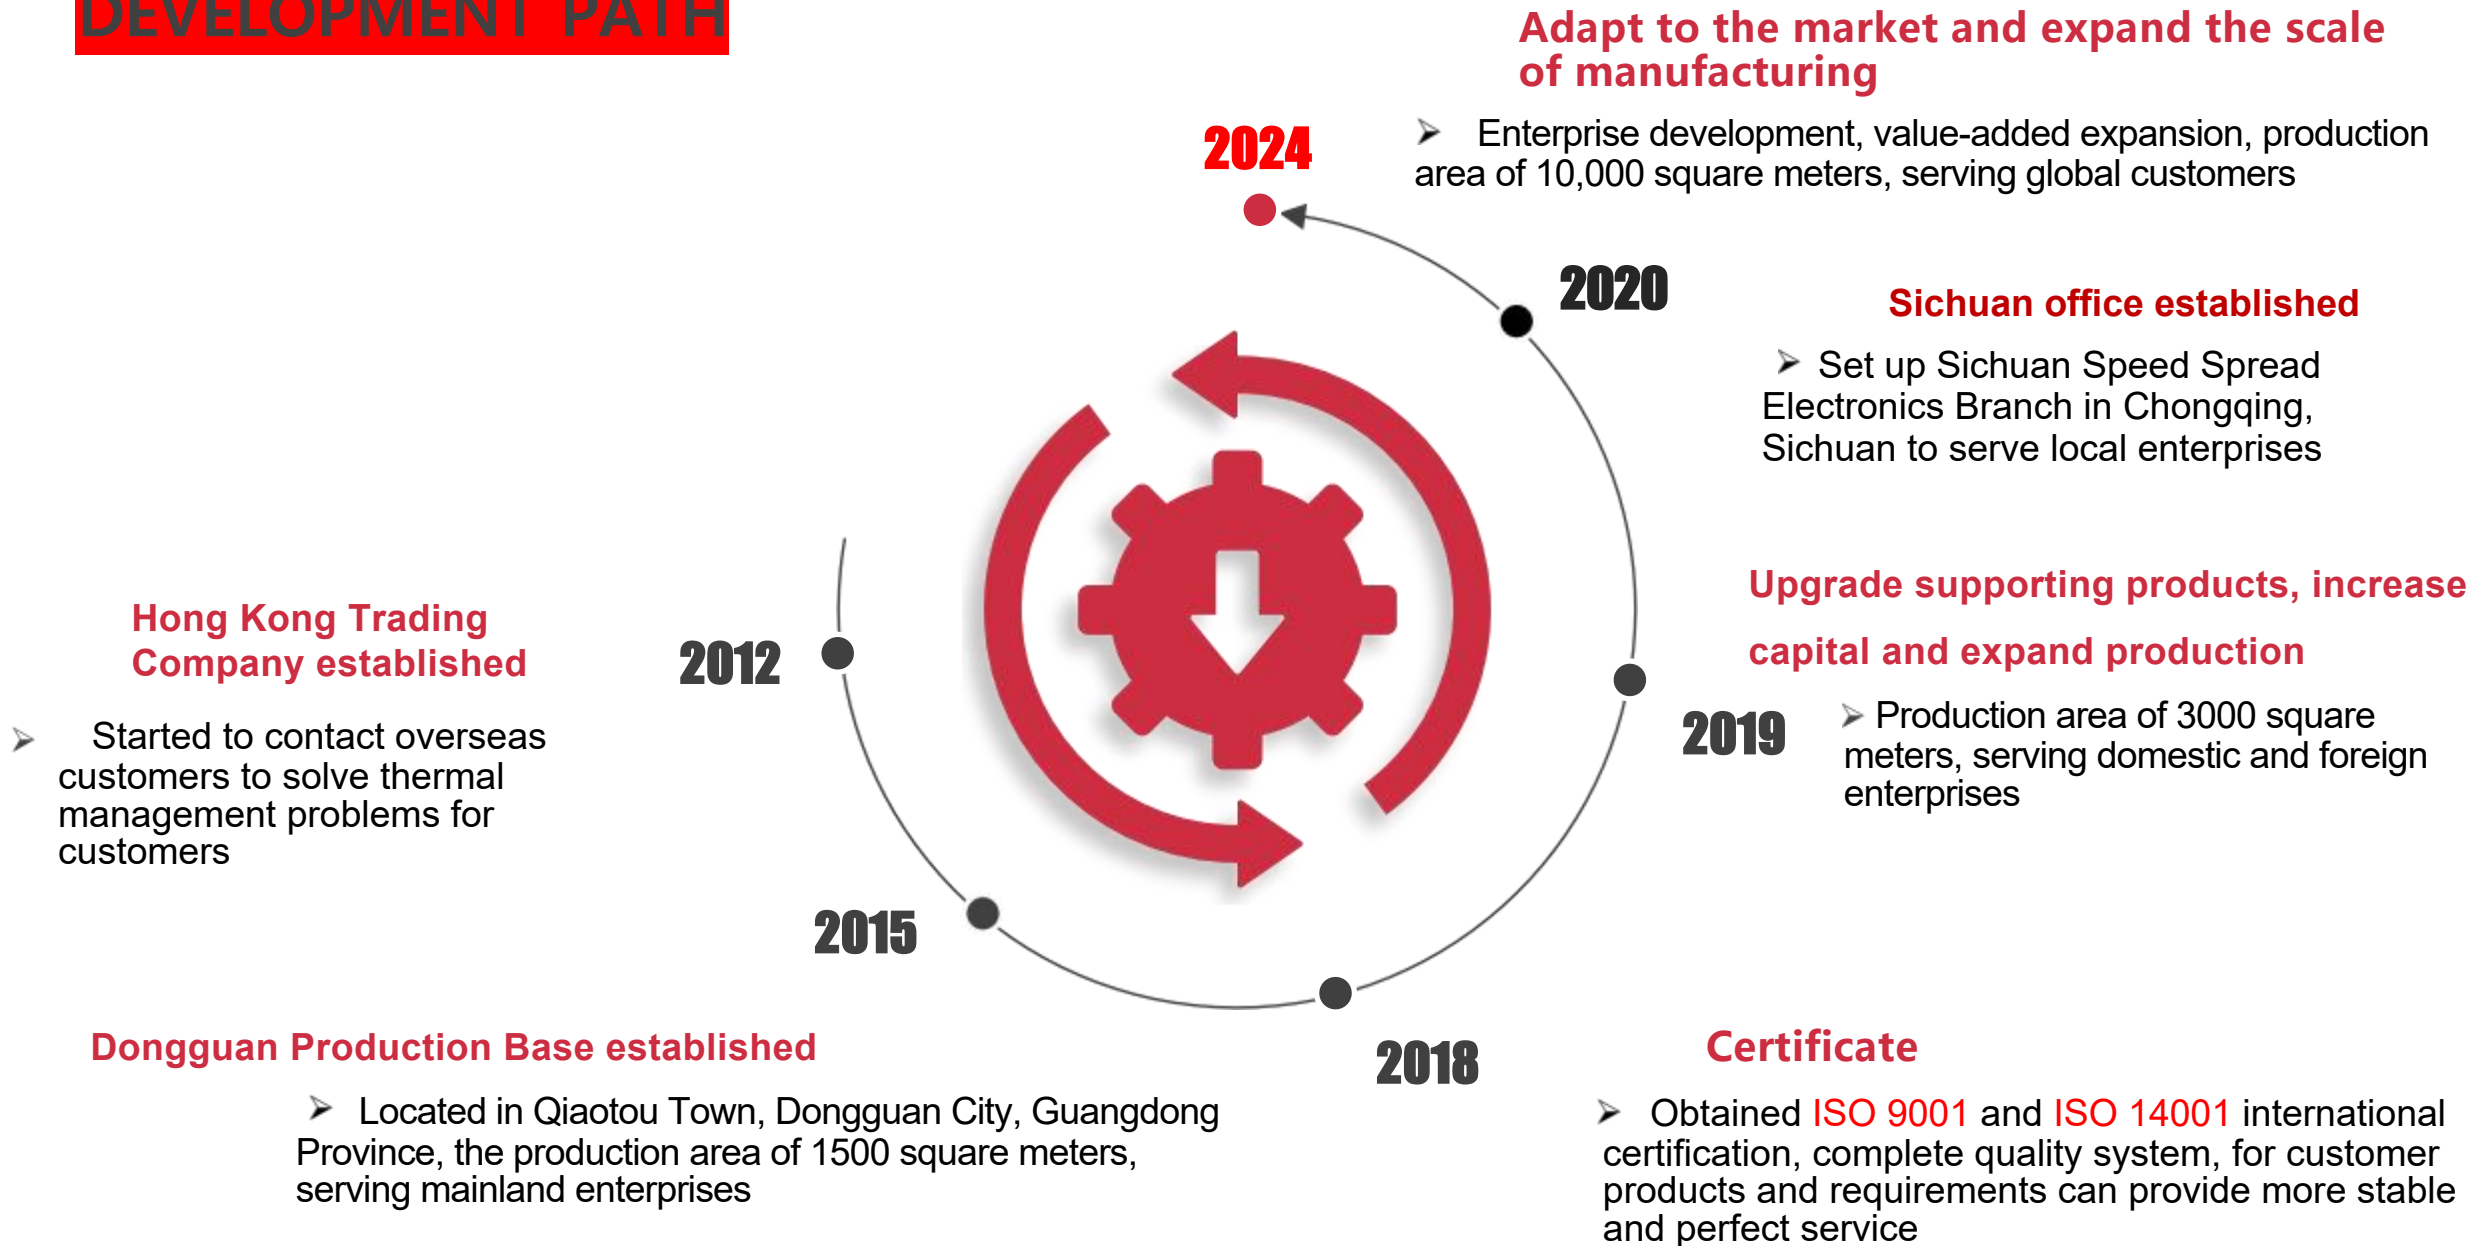 DEVELOPMENT PATH
Adapt to the market and expand the scale
of manufacturing
2024
➢ Enterprise development, value-added expansion, production
area of 10,000 square meters, serving global customers
2020
Sichuan office established
➢ Set up Sichuan Speed Spread
Electronics Branch in Chongqing,
Sichuan to serve local enterprises
Upgrade supporting products, increase
capital and expand production
2019
➢ Production area of 3000 square
meters, serving domestic and foreign
enterprises
Hong Kong Trading
Company established
2012
➢ Started to contact overseas
customers to solve thermal
management problems for
customers
2015
Dongguan Production Base established
➢ Located in Qiaotou Town, Dongguan City, Guangdong
Province, the production area of 1500 square meters,
serving mainland enterprises
2018
Certificate
➢ Obtained ISO 9001 and ISO 14001 international
certification, complete quality system, for customer
products and requirements can provide more stable
and perfect service